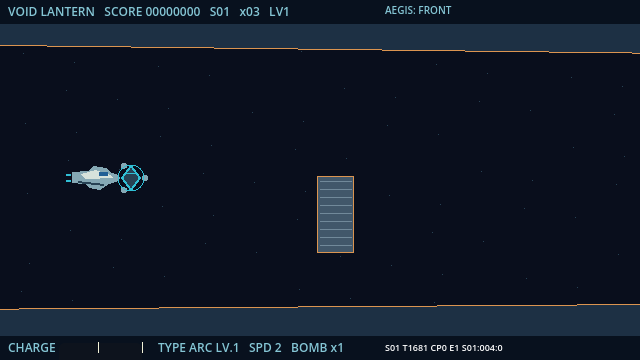 VOID LANTERN SCORE 00000000 S01 x03 LV1 AEGIS: FRONT
CHARGE TYPE ARC LV.1 SPD 2 BOMB x1 S01 T1681 CP0 E1 S01:004:0